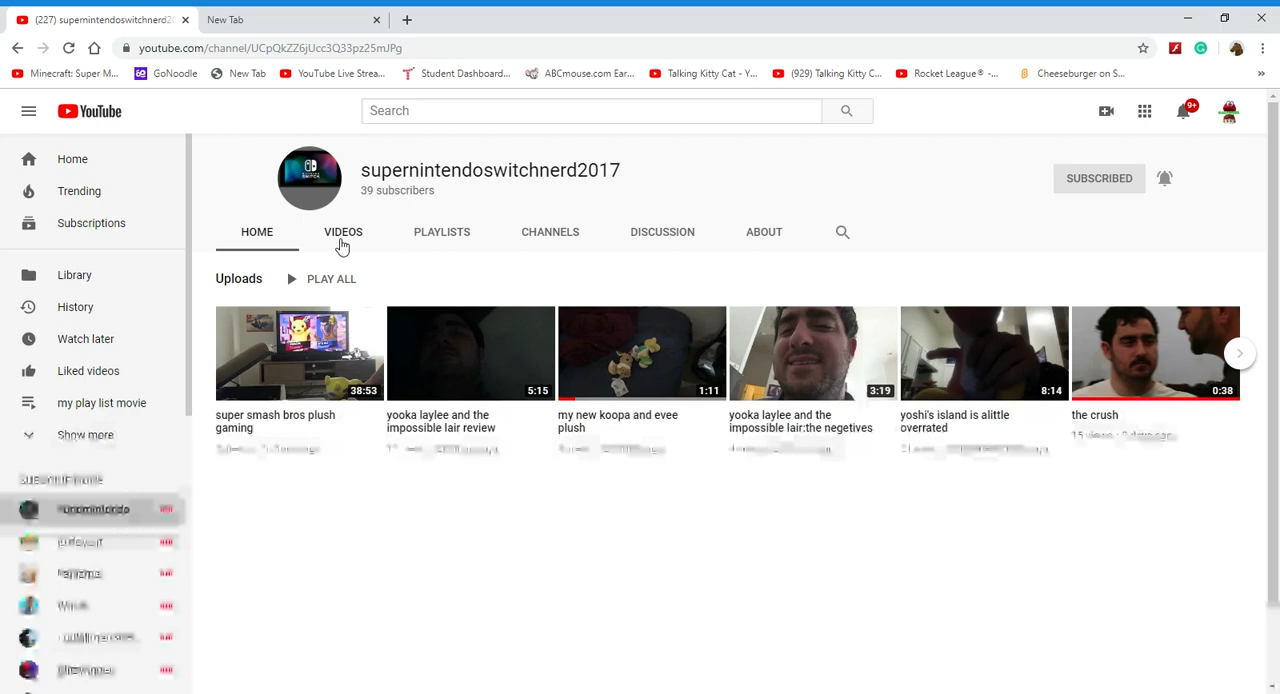 (227) supernintendoswitchnerd2
New Tab
youtube.com/channel/UCpQkZZ6jUcc3Q33pz25mJPg
Minecraft: Super M...
GoNoodle
New Tab
YouTube Live Strea...
Student Dashboard...
ABCmouse.com Ear...
Talking Kitty Cat - Y...
(929) Talking Kitty C...
Rocket League® -...
Cheeseburger on S...
»
YouTube
Search
9+
Home
Trending
Subscriptions
Library
History
Watch later
Liked videos
my play list movie
Show more
supernintendoswitchnerd2017
39 subscribers
SUBSCRIBED
HOME
VIDEOS
PLAYLISTS
CHANNELS
DISCUSSION
ABOUT
Uploads
PLAY ALL
38:53
super smash bros plush
gaming
5:15
yooka laylee and the
impossible lair review
1:11
my new koopa and evee
plush
3:19
yooka laylee and the
impossible lair:the negetives
8:14
yoshi's island is alittle
overrated
0:38
the crush
15 views